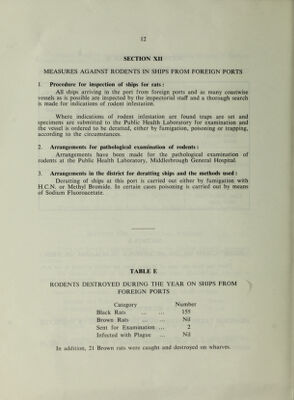 12
SECTION XII
MEASURES AGAINST RODENTS IN SHIPS FROM FOREIGN PORTS
1. Procedure for inspection of ships for rats:
All ships arriving in the port from foreign ports and as many coastwise
vessels as is possible are inspected by the inspectorial staff and a thorough search
is made for indications of rodent infestation.
Where indications of rodent infestation are found traps are set and
specimens are submitted to the Public Health Laboratory for examination and
the vessel is ordered to be deratted, either by fumigation, poisoning or trapping,
according to the circumstances.
2. Arrangements for pathological examination of rodents:
Arrangements have been made for the pathological examination of
rodents at the Public Health Laboratory, Middlesbrough General Hospital.
3. Arrangements in the district for deratting ships and the methods used:
Deratting of ships at this port is carried out either by fumigation with
H.C.N. or Methyl Bromide. In certain cases poisoning is carried out by means
of Sodium Fluoroacetate.
TABLE E
RODENTS DESTROYED DURING THE YEAR ON SHIPS FROM
FOREIGN PORTS
Category Number
Black Rats ... ... 155
Brown Rats ... ... Nil
Sent for Examination ... 2
Infected with Plague ... Nil
In addition, 21 Brown rats were caught and destroyed on wharves.